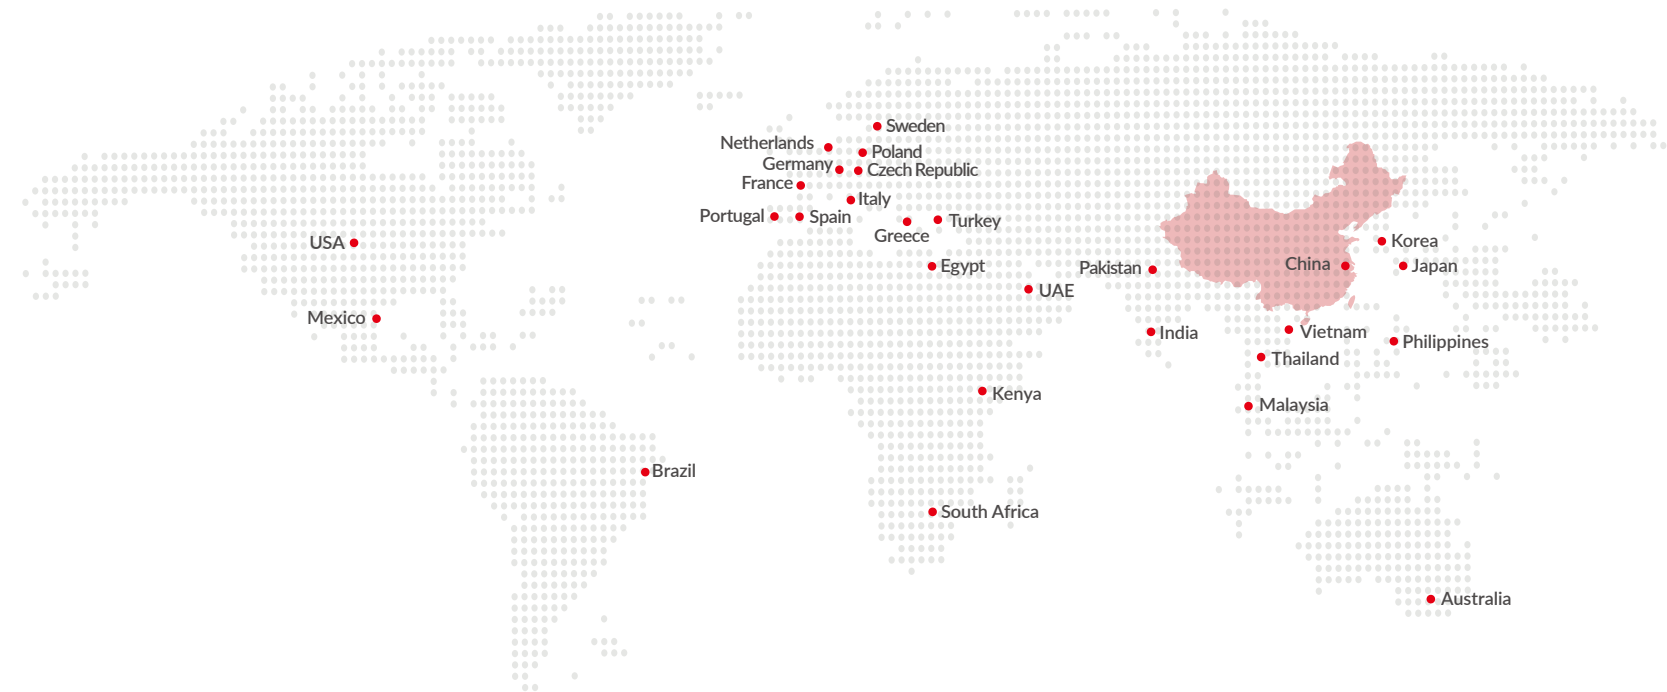 Sweden
Netherlands
Poland
Germany
Czech Republic
France
Italy
Portugal
Spain
Turkey
Greece
USA
Korea
China
Egypt
Pakistan
Japan
UAE
Mexico
India
Vietnam
Philippines
Thailand
Kenya
Malaysia
Brazil
South Africa
Australia